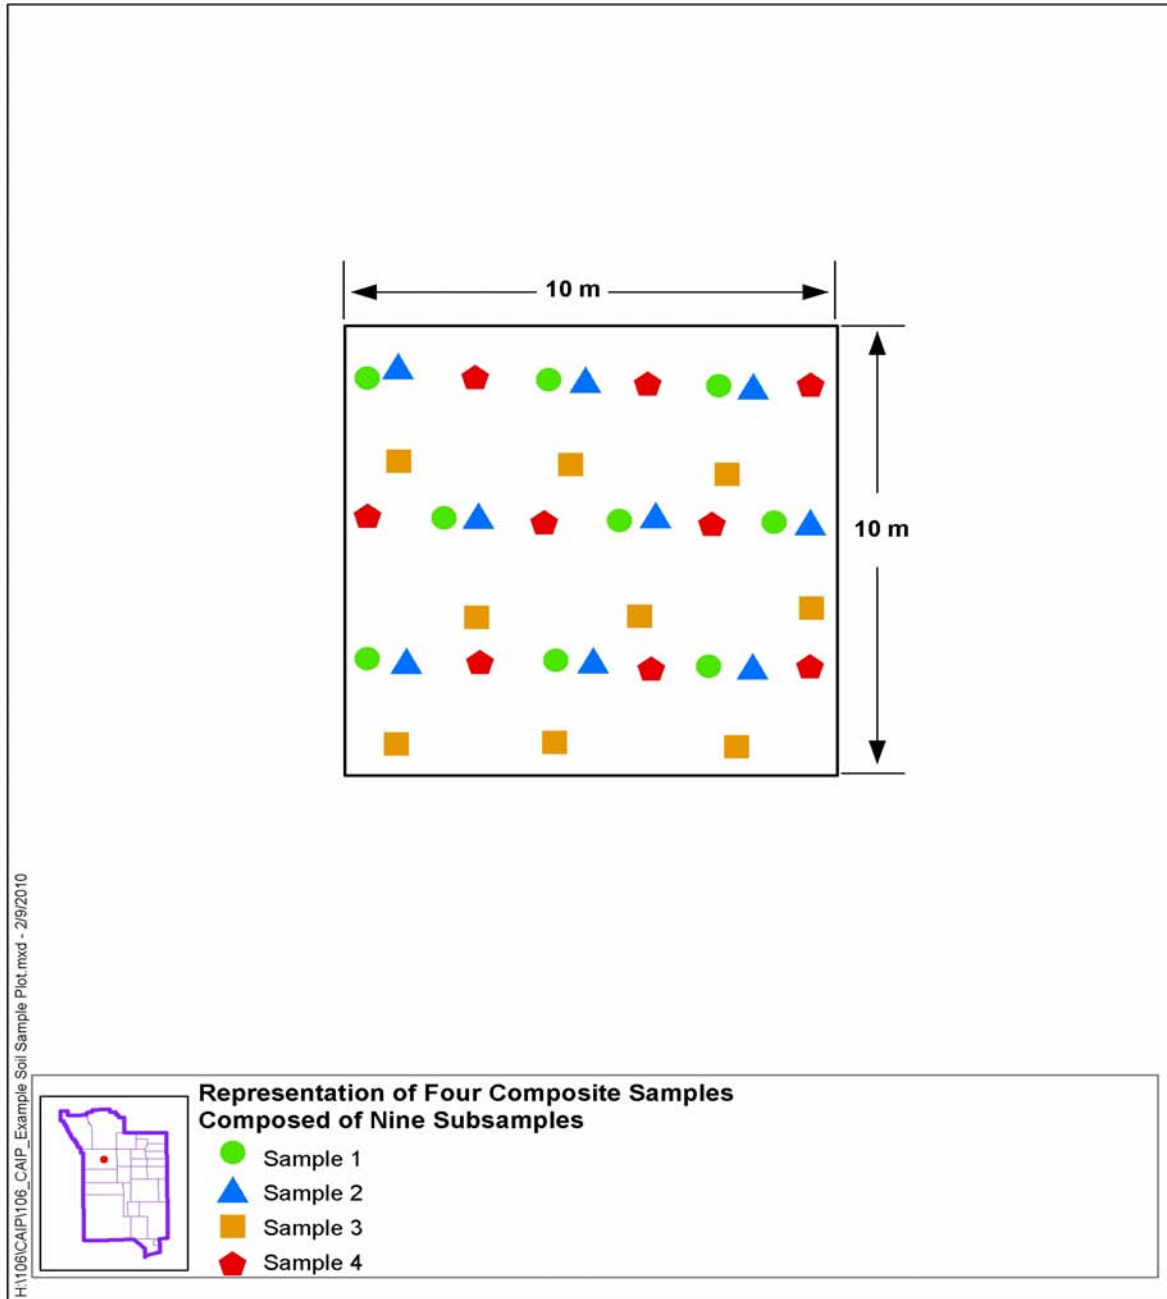 10 m
10 m
H:\106\CAIP\106_CAIP_Example Soil Sample Plot.mxd - 2/9/2010
Representation of Four Composite Samples
Composed of Nine Subsamples
Sample 1
Sample 2
Sample 3
Sample 4